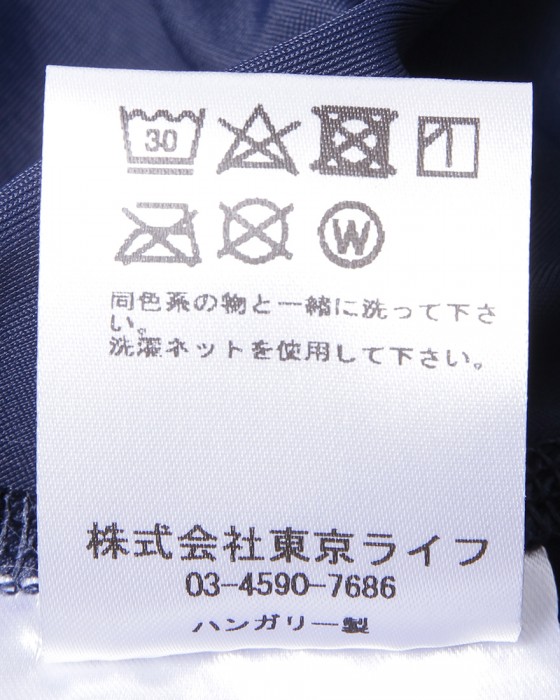 30
W
同色系の物と一緒に洗って下さ
い。
洗濯ネットを使用して下さい。
株式会社東京ライフ
03-4590-7686
ハンガリー製